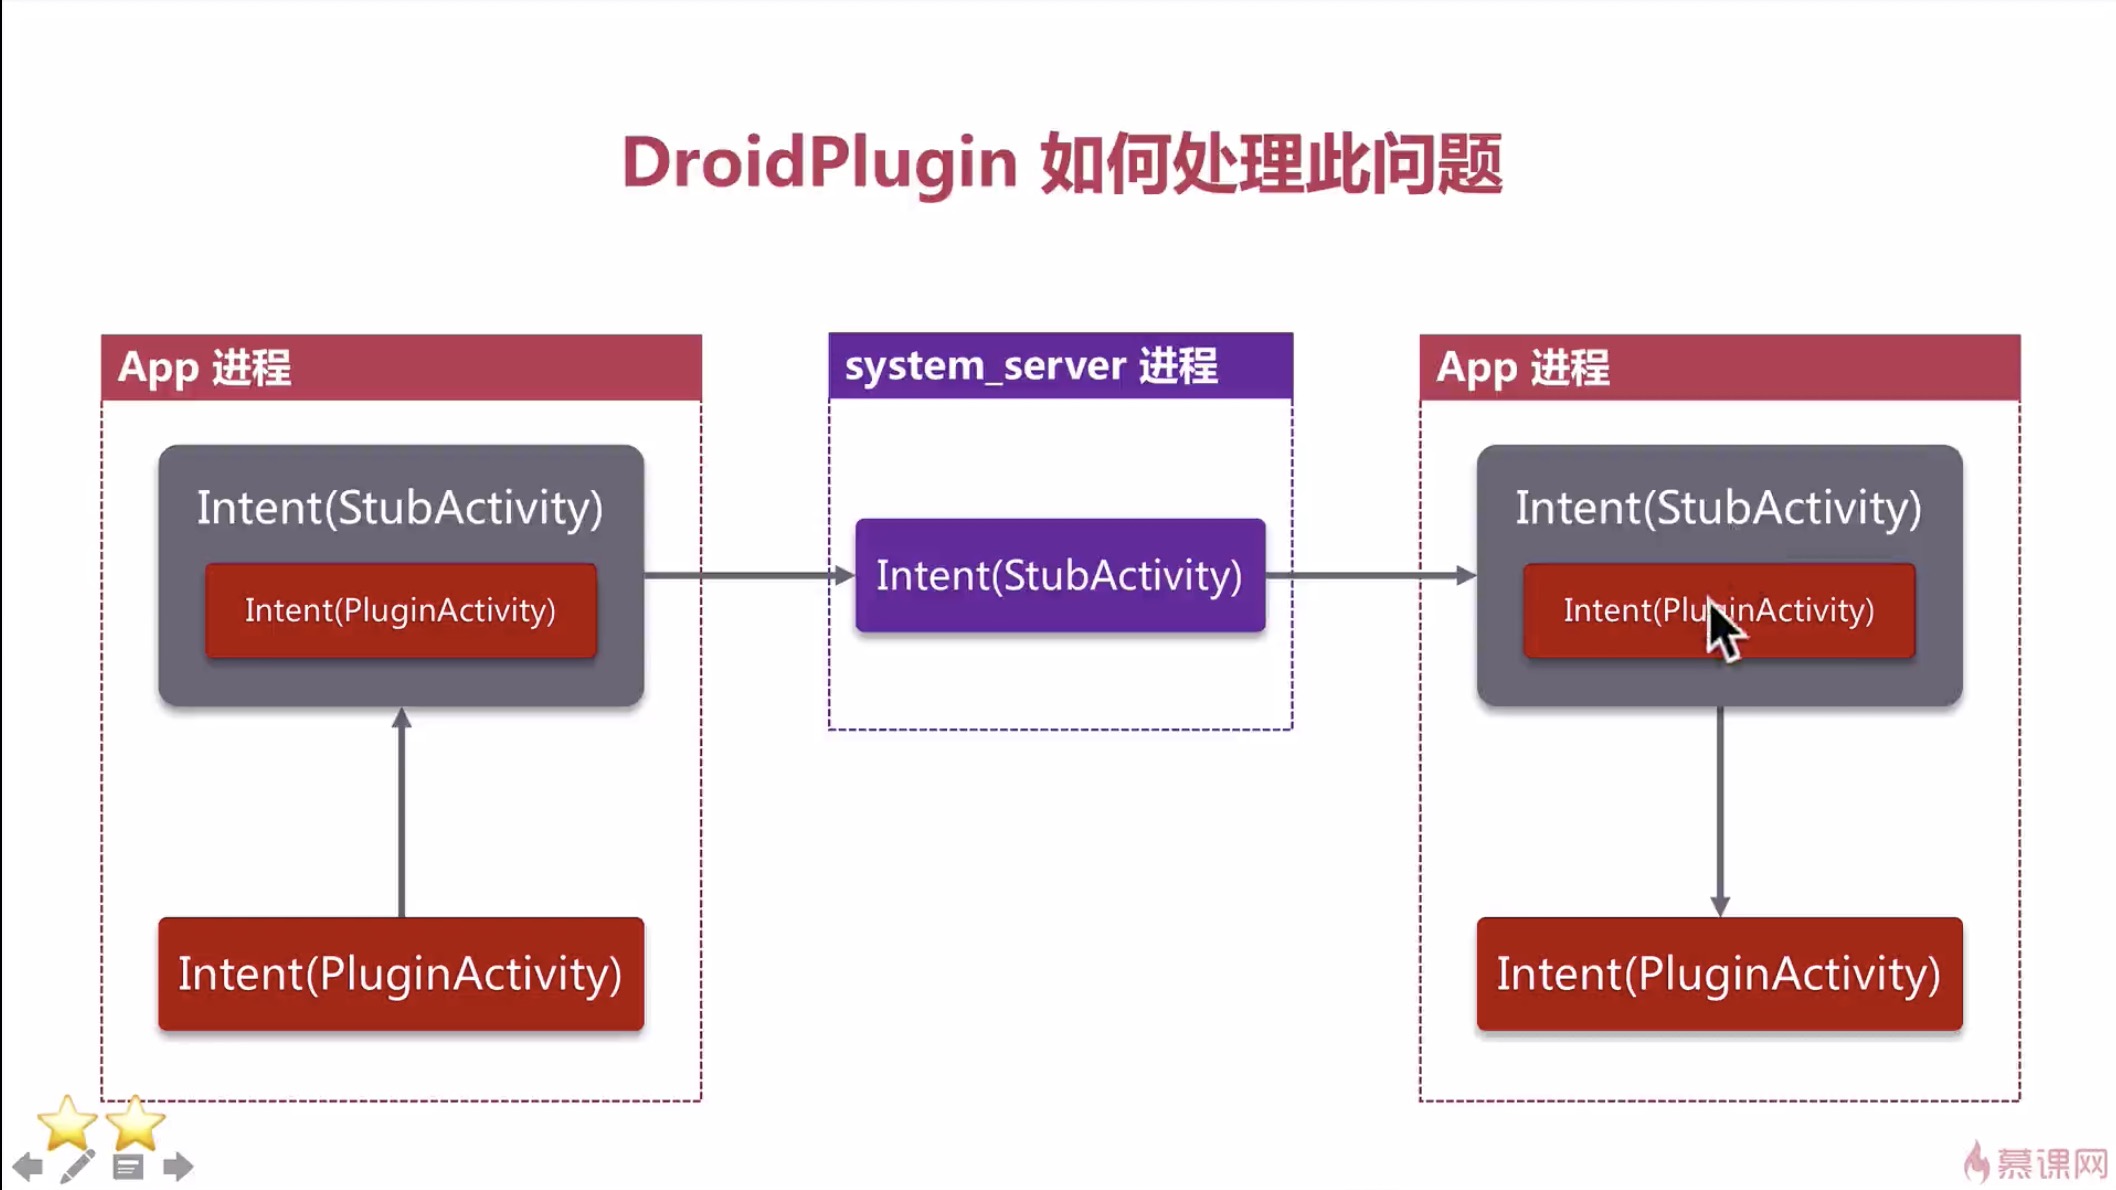 DroidPlugin 如何处理此问题
App 进程
Intent(StubActivity)
Intent(PluginActivity)
Intent(PluginActivity)
system_server 进程
Intent(StubActivity)
App 进程
Intent(StubActivity)
Intent(PluginActivity)
Intent(PluginActivity)
慕课网